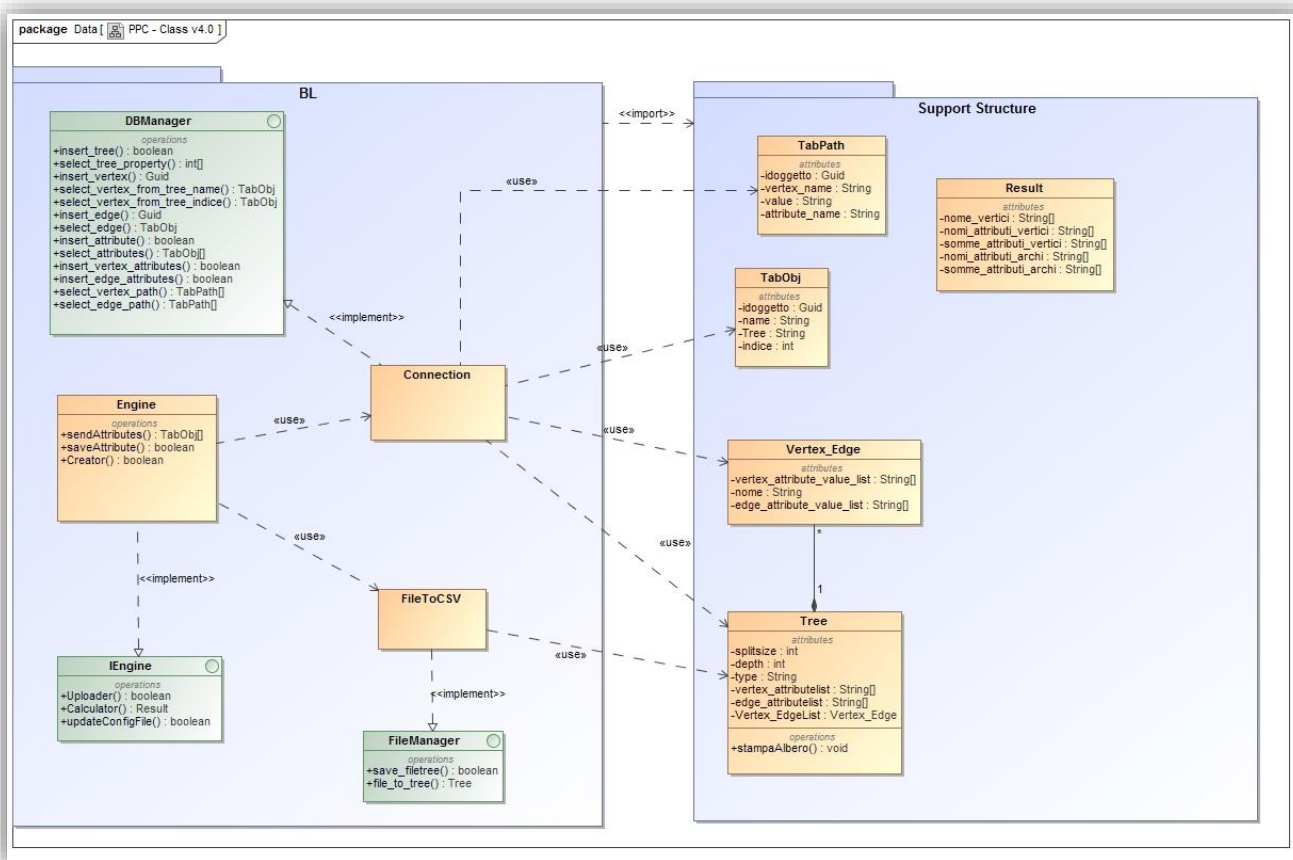 package Data [ PPC - Class v4.0 ]
BL
DBManager
operations
+insert_tree() : boolean
+select_tree_property() : int[]
+insert_vertex() : Guid
+select_vertex_from_tree_name() : TabObj
+select_vertex_from_tree_indice() : TabObj
+insert_edge() : Guid
+select_edge() : TabObj
+insert_attribute() : boolean
+select_attributes() : TabObj[]
+insert_vertex_attributes() : boolean
+insert_edge_attributes() : boolean
+select_vertex_path() : TabPath[]
+select_edge_path() : TabPath[]
<<implement>>
Connection
Engine
operations
+sendAttributes() : TabObj[]
+saveAttribute() : boolean
+Creator() : boolean
«use»
«use»
<<implement>>
FileToCSV
IEngine
operations
+Uploader() : boolean
+Calculator() : Result
+updateConfigFile() : boolean
<<implement>>
FileManager
operations
+save_filetree() : boolean
+file_to_tree() : Tree
<<import>>
«use»
«use»
«use»
«use»
«use»
Support Structure
TabPath
attributes
-idoggetto : Guid
-vertex_name : String
-value : String
-attribute_name : String
Result
attributes
-nome_vertici : String[]
-nomi_attributi_vertici : String[]
-somme_attributi_vertici : String[]
-nomi_attributi_archi : String[]
-somme_attributi_archi : String[]
TabObj
attributes
-idoggetto : Guid
-name : String
-Tree : String
-indice : int
Vertex_Edge
attributes
-vertex_attribute_value_list : String[]
-nome : String
-edge_attribute_value_list : String[]
*
1
Tree
attributes
-splitsize : int
-depth : int
-type : String
-vertex_attributelist : String[]
-edge_attributelist : String[]
-Vertex_EdgeList : Vertex_Edge
operations
+stampaAlbero() : void